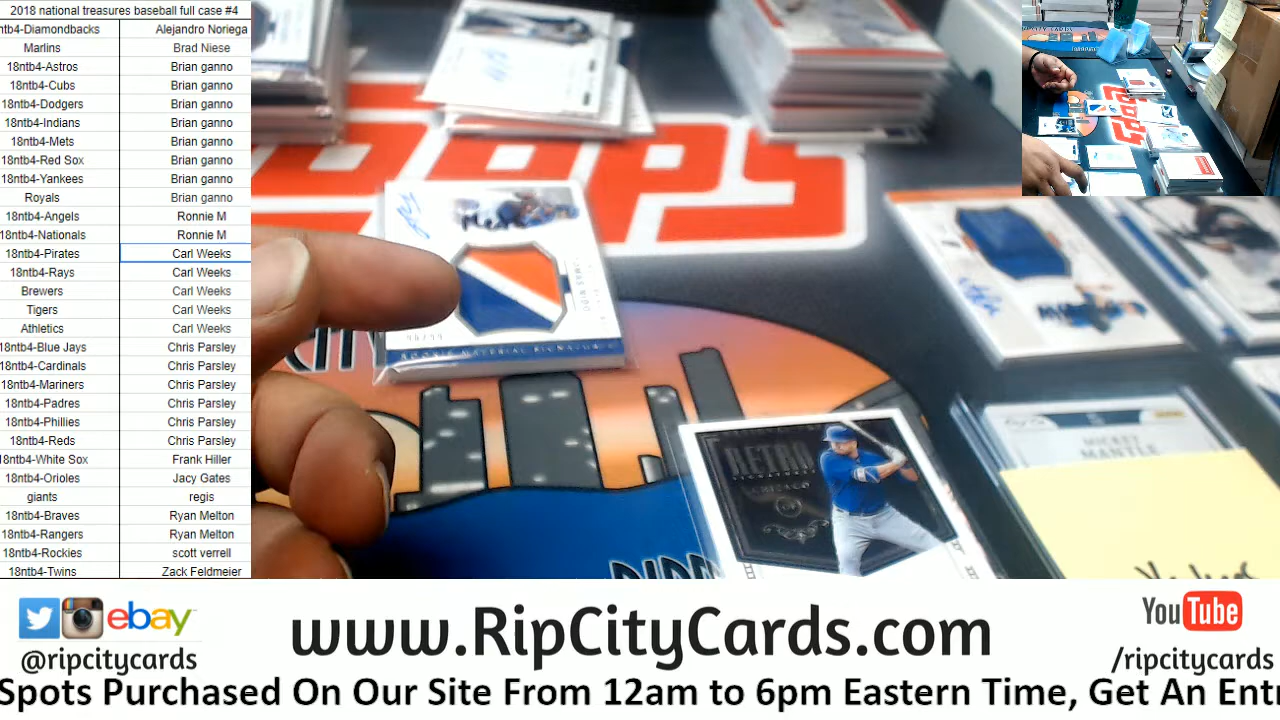 2018 national treasures baseball full case #4
ntb4-Diamondbacks Alejandro Noriega
Marlins Brad Niese
18ntb4-Astros Brian ganno
18ntb4-Cubs Brian ganno
18ntb4-Dodgers Brian ganno
18ntb4-Indians Brian ganno
18ntb4-Mets Brian ganno
18ntb4-Red Sox Brian ganno
18ntb4-Yankees Brian ganno
Royals Brian ganno
18ntb4-Angels Ronnie M
18ntb4-Nationals Ronnie M
18ntb4-Pirates Carl Weeks
18ntb4-Rays Carl Weeks
Brewers Carl Weeks
Tigers Carl Weeks
Athletics Carl Weeks
18ntb4-Blue Jays Chris Parsley
18ntb4-Cardinals Chris Parsley
18ntb4-Mariners Chris Parsley
18ntb4-Padres Chris Parsley
18ntb4-Phillies Chris Parsley
18ntb4-Reds Chris Parsley
18ntb4-White Sox Frank Hiller
18ntb4-Orioles Jacy Gates
giants regis
18ntb4-Braves Ryan Melton
18ntb4-Rangers Ryan Melton
18ntb4-Rockies scott verrell
18ntb4-Twins Zack Feldmeier
Mets
ROOKIE MATERIAL SIGNATURES
RETRO
SIGNATURES
CHICAGO
MICKEY
MANTLE
ebay
@ripcitycards
www.RipCityCards.com
YouTube
/ripcitycards
Spots Purchased On Our Site From 12am to 6pm Eastern Time, Get An Entr